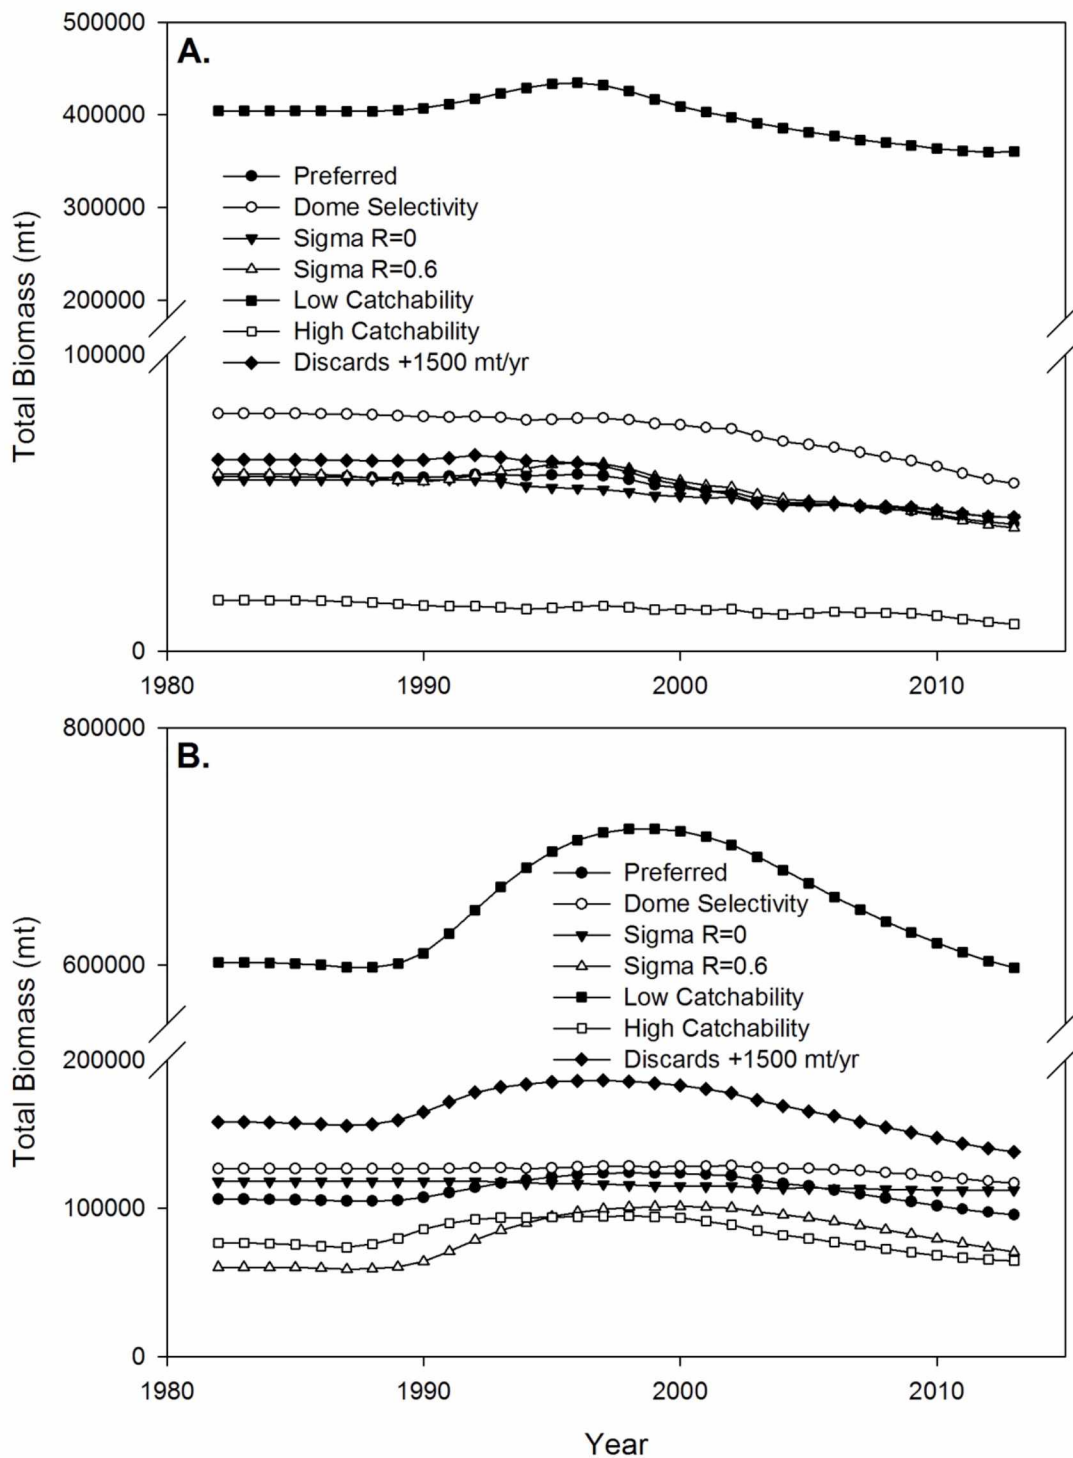 A.
500000
400000
300000
200000
100000
0
Total Biomass (mt)
Preferred
Dome Selectivity
Sigma R=0
Sigma R=0.6
Low Catchability
High Catchability
Discards +1500 mt/yr
1980
1990
2000
2010
B.
800000
600000
200000
100000
0
Total Biomass (mt)
Preferred
Dome Selectivity
Sigma R=0
Sigma R=0.6
Low Catchability
High Catchability
Discards +1500 mt/yr
1980
1990
2000
2010
Year